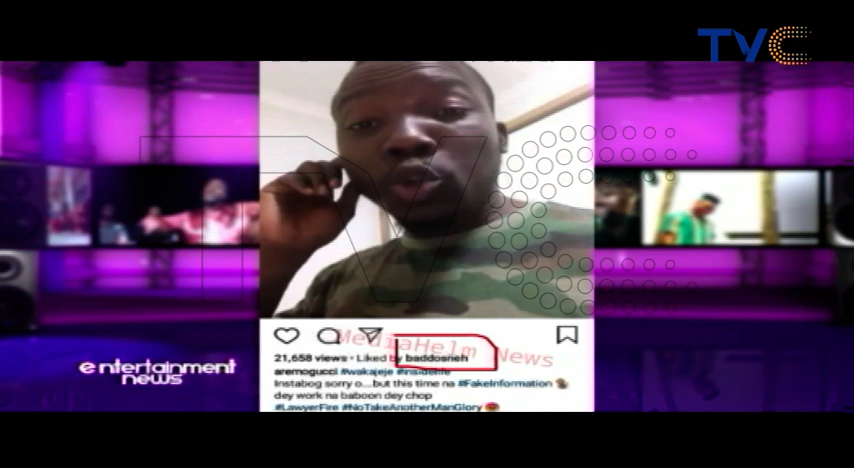 TVC
MediaHelm News
21,658 views • Liked by baddosneh
aremogucci #wakajeje #insidelife
Instabog sorry o....but this time na #FakeInformation
dey work na baboon dey chop
#LawyerFire #NoTakeAnotherManGlory
entertainment
news